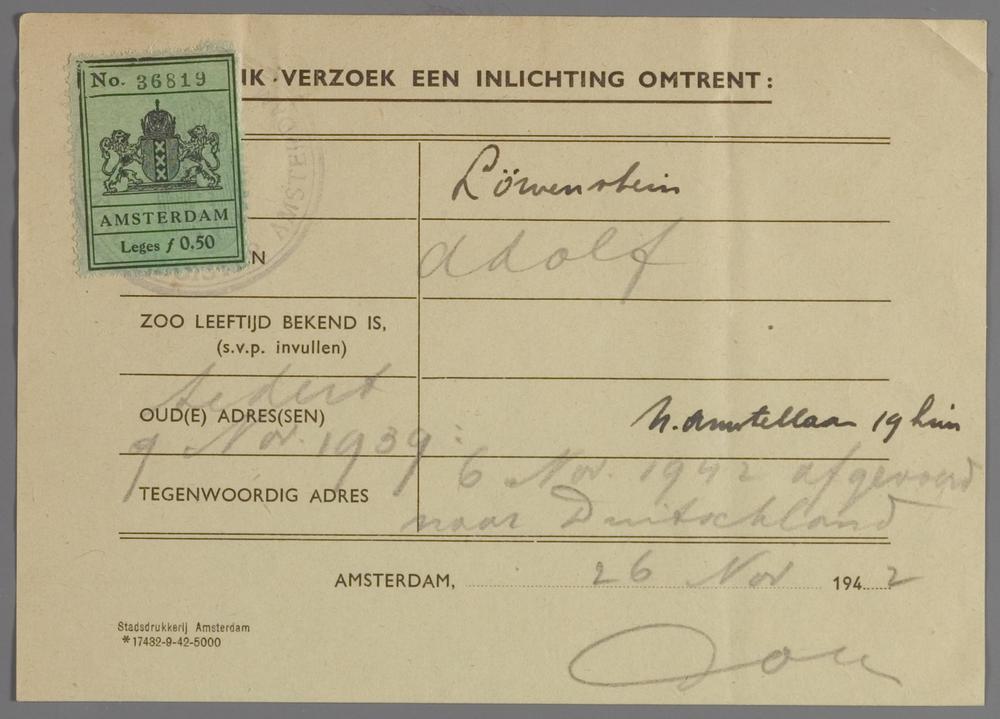 No. 36819
IK VERZOEK EEN INLICHTING OMTRENT:
AMSTERDAM
Leges ƒ 0.50
AMSTERDAM
Löwenstein
N
Adolf
ZOO LEEFTIJD BEKEND IS,
(s.v.p. invullen)
sedert
OUD(E) ADRES(SEN)
N. Amstellaan 19 huis
9 Nov. 1939:
6 Nov. 1942 afgevoerd
TEGENWOORDIG ADRES
naar Duitschland
AMSTERDAM, 26 Nov 1942
Stadsdrukkerij Amsterdam
*17432-9-42-5000